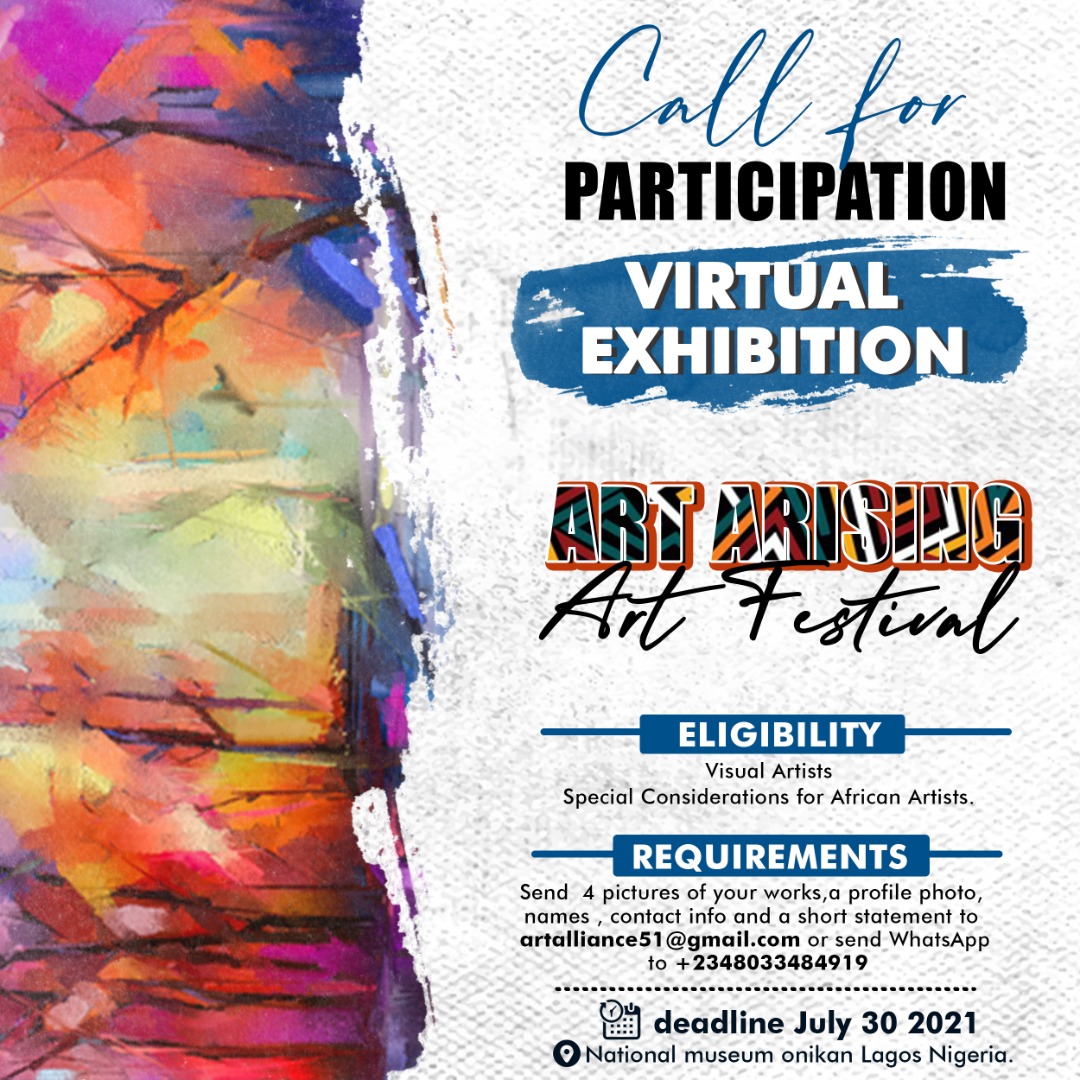 Call for
PARTICIPATION
VIRTUAL
EXHIBITION
ART ARISING
Art Festival
ELIGIBILITY
Visual Artists
Special Considerations for African Artists.
REQUIREMENTS
Send 4 pictures of your works,a profile photo,
names , contact info and a short statement to
artalliance51@gmail.com or send WhatsApp
to +2348033484919
deadline July 30 2021
National museum onikan Lagos Nigeria.